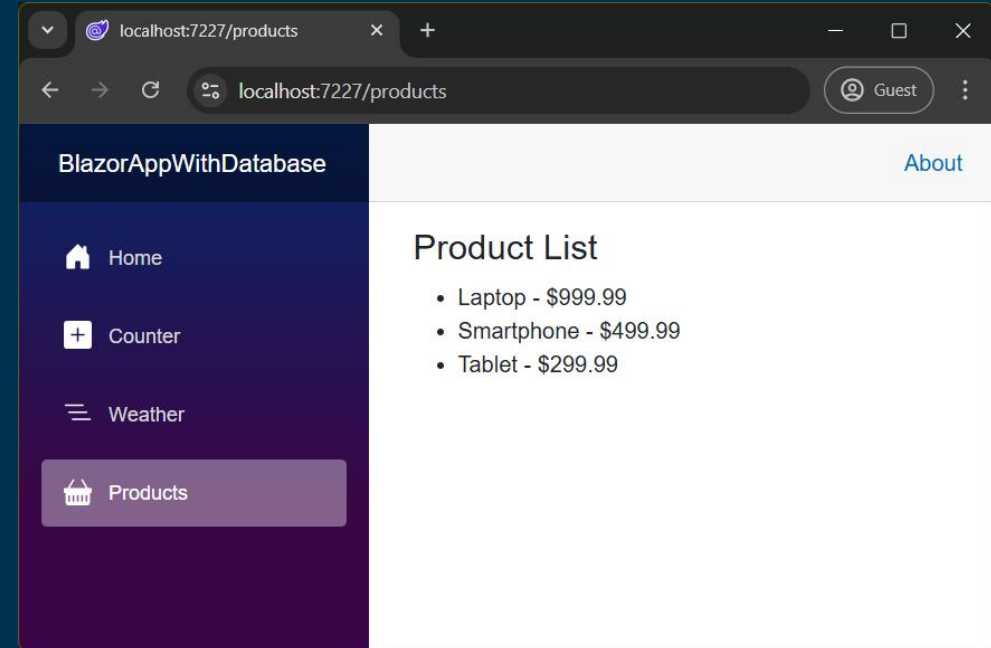 localhost:7227/products
localhost:7227/products
Guest
BlazorAppWithDatabase
About
Home
Counter
Weather
Products
Product List
• Laptop - $999.99
• Smartphone - $499.99
• Tablet - $299.99